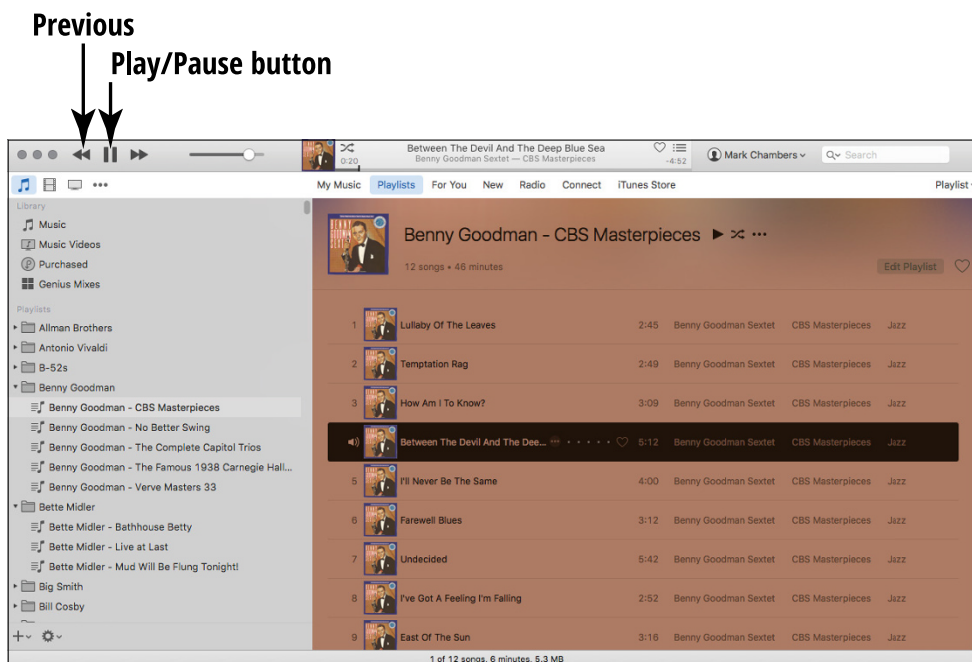 Previous
Play/Pause button
0:20
Between The Devil And The Deep Blue Sea
Benny Goodman Sextet — CBS Masterpieces
-4:52
Mark Chambers
Search
My Music Playlists For You New Radio Connect iTunes Store Playlist
Library
Music
Music Videos
Purchased
Genius Mixes
Playlists
Allman Brothers
Antonio Vivaldi
B-52s
Benny Goodman
Benny Goodman - CBS Masterpieces
Benny Goodman - No Better Swing
Benny Goodman - The Complete Capitol Trios
Benny Goodman - The Famous 1938 Carnegie Hall...
Benny Goodman - Verve Masters 33
Bette Midler
Bette Midler - Bathhouse Betty
Bette Midler - Live at Last
Bette Midler - Mud Will Be Flung Tonight!
Big Smith
Bill Cosby
Benny Goodman - CBS Masterpieces
12 songs • 46 minutes
Edit Playlist
1 Lullaby Of The Leaves 2:45 Benny Goodman Sextet CBS Masterpieces Jazz
2 Temptation Rag 2:49 Benny Goodman Sextet CBS Masterpieces Jazz
3 How Am I To Know? 3:09 Benny Goodman Sextet CBS Masterpieces Jazz
Between The Devil And The Dee... 5:12 Benny Goodman Sextet CBS Masterpieces Jazz
5 I'll Never Be The Same 4:00 Benny Goodman Sextet CBS Masterpieces Jazz
6 Farewell Blues 3:12 Benny Goodman Sextet CBS Masterpieces Jazz
7 Undecided 5:42 Benny Goodman Sextet CBS Masterpieces Jazz
8 I've Got A Feeling I'm Falling 2:52 Benny Goodman Sextet CBS Masterpieces Jazz
9 East Of The Sun 3:16 Benny Goodman Sextet CBS Masterpieces Jazz
1 of 12 songs, 6 minutes, 5.3 MB